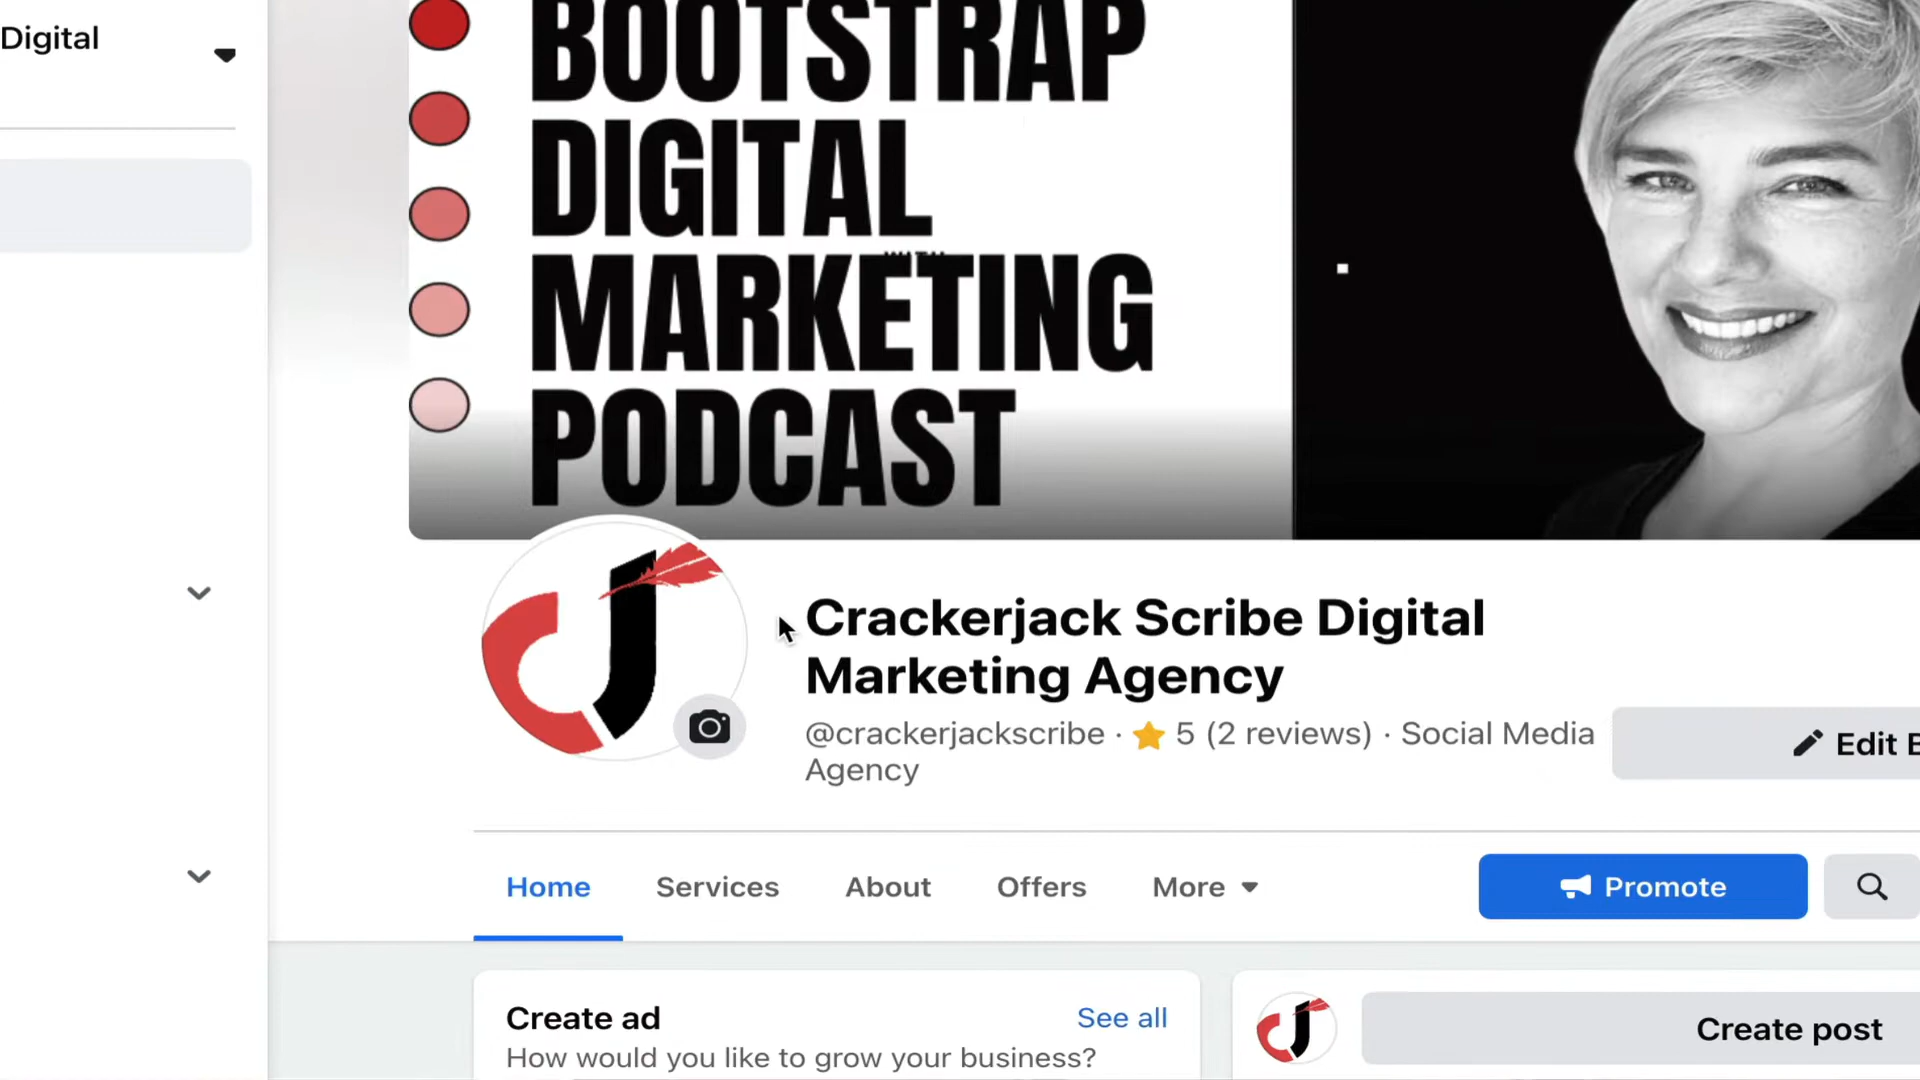 Digital
BOOTSTRAP
DIGITAL
MARKETING
PODCAST
Crackerjack Scribe Digital
Marketing Agency
@crackerjackscribe · ⭐ 5 (2 reviews) · Social Media
Agency
Edit
Home
Services
About
Offers
More
Promote
Create ad
See all
How would you like to grow your business?
Create post